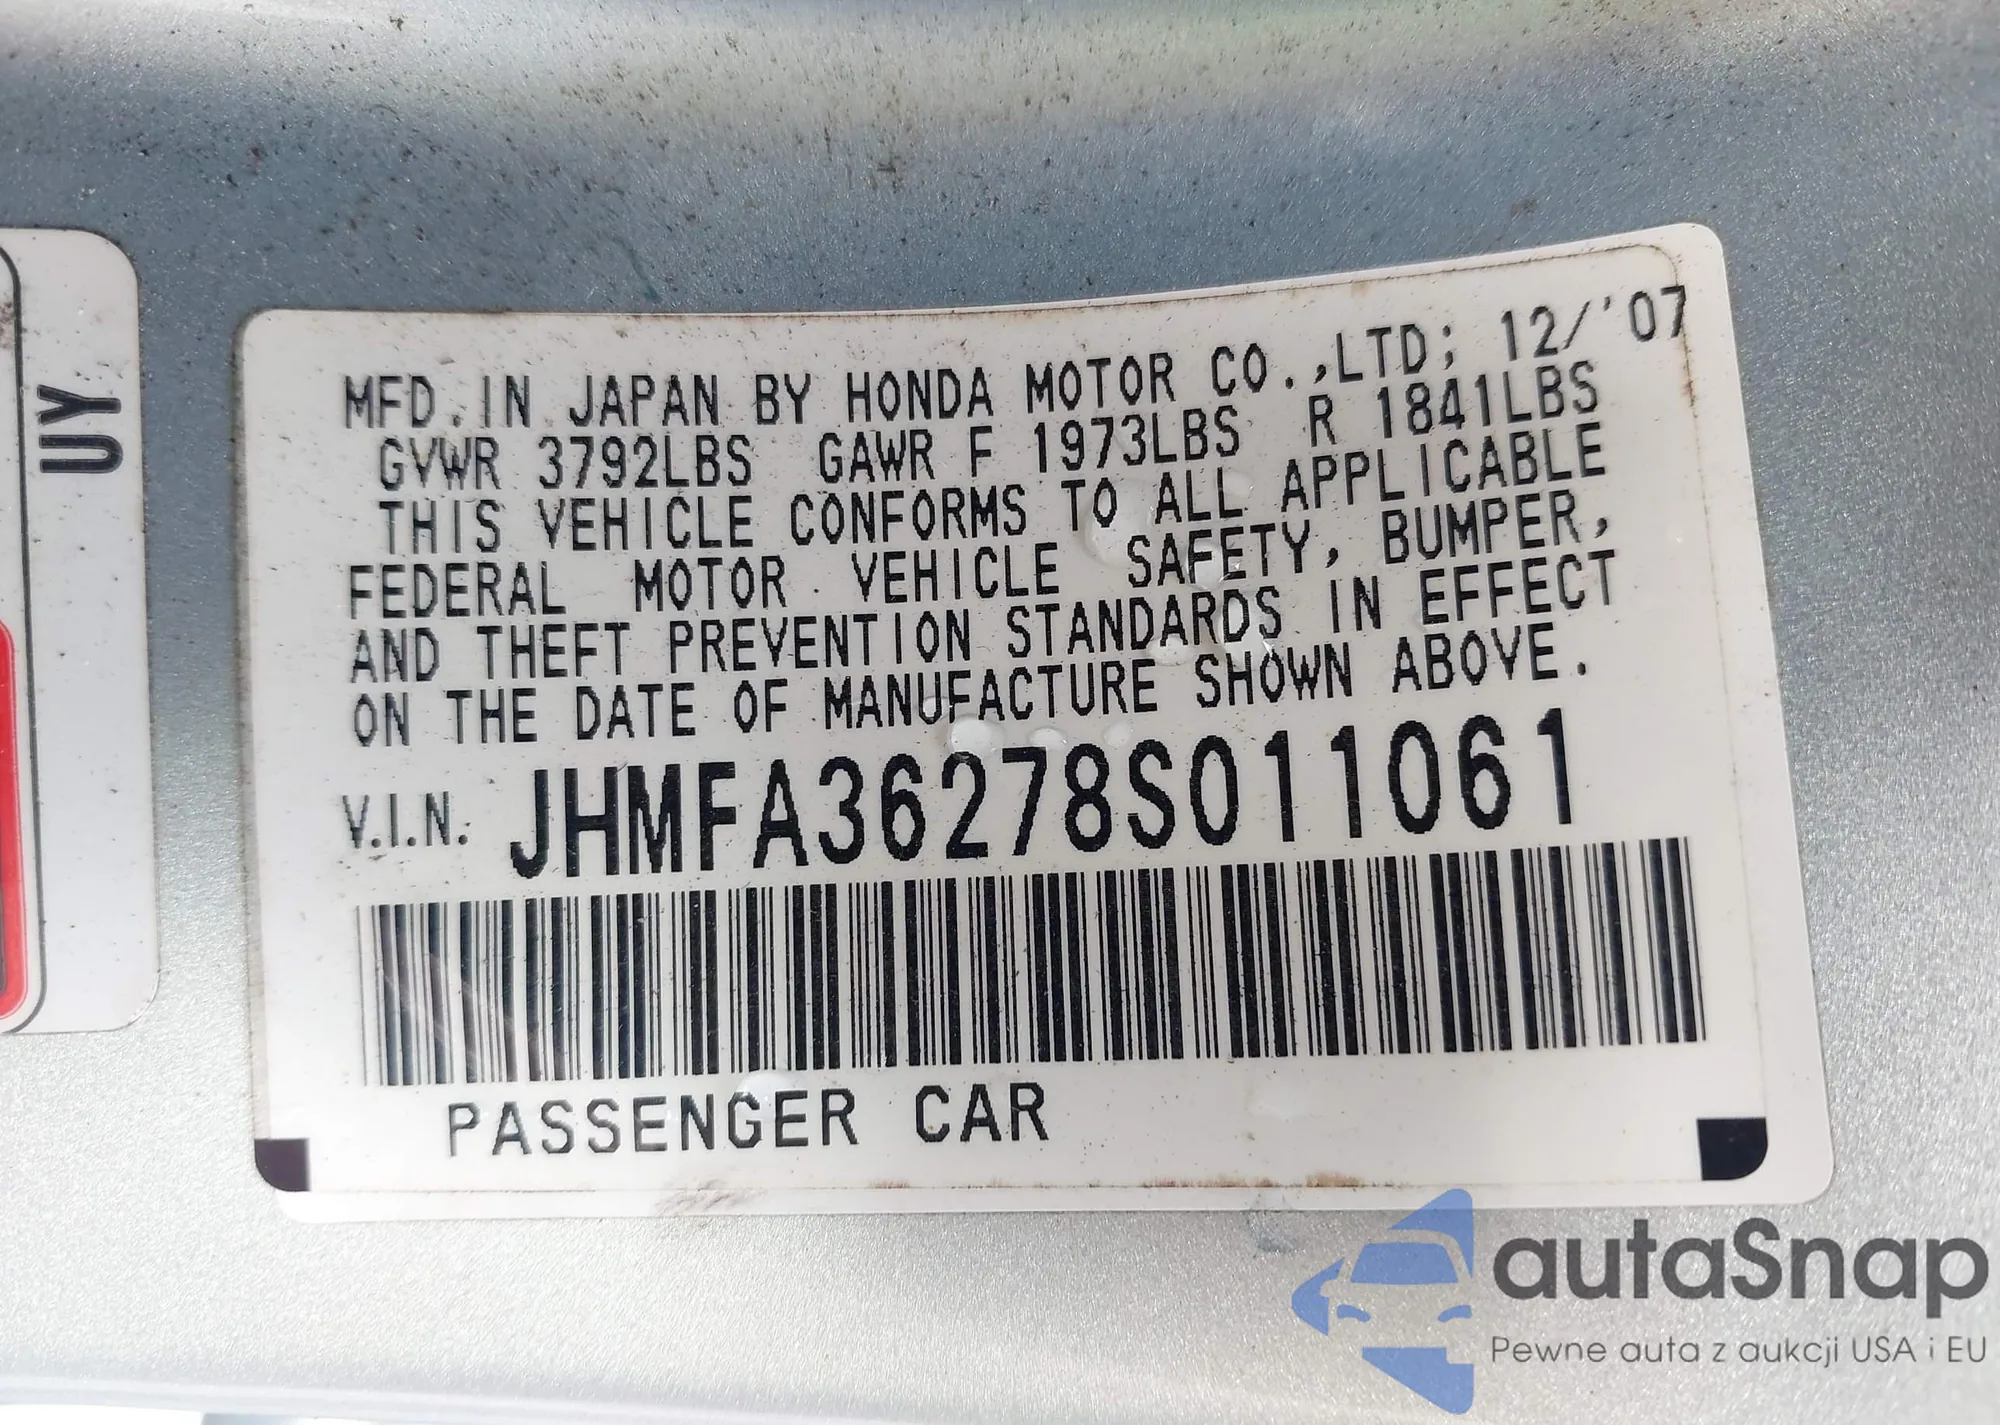 UY
MFD.IN JAPAN BY HONDA MOTOR CO.,LTD; 12/'07
GVWR 3792LBS GAWR F 1973LBS R 1841LBS
THIS VEHICLE CONFORMS TO ALL APPLICABLE
FEDERAL MOTOR VEHICLE SAFETY, BUMPER,
AND THEFT PREVENTION STANDARDS IN EFFECT
ON THE DATE OF MANUFACTURE SHOWN ABOVE.
V.I.N. JHMFA36278S011061
PASSENGER CAR
autaSnap
Pewne auta z aukcji USA i EU